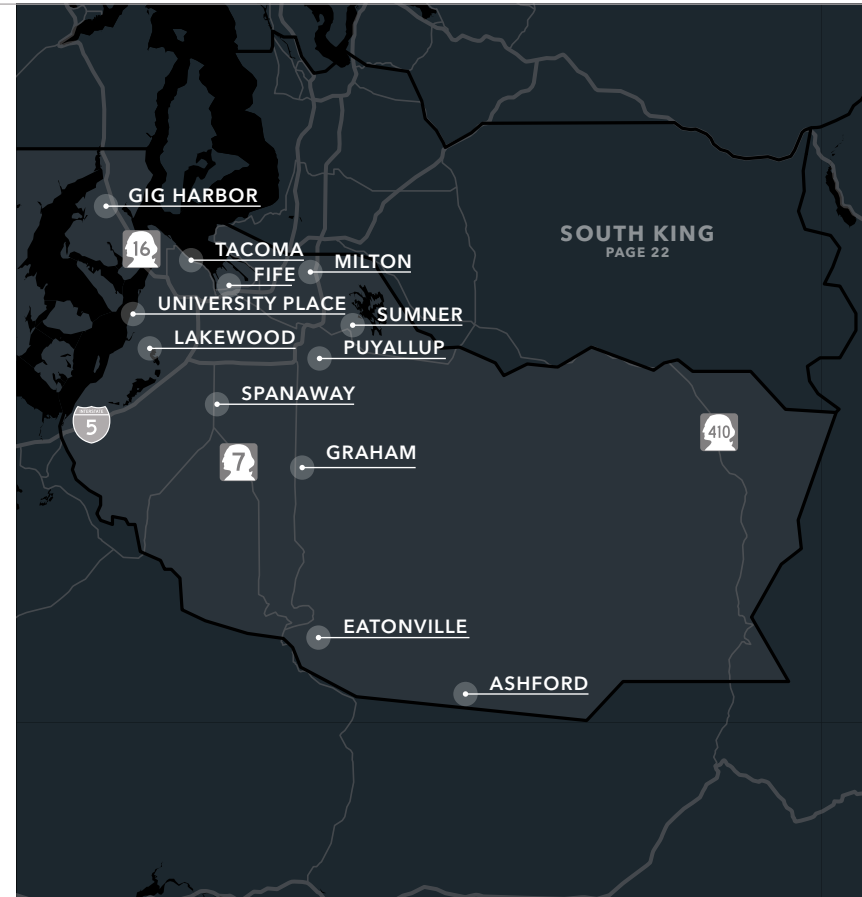 GIG HARBOR
16
SOUTH KING
PAGE 22
TACOMA
MILTON
FIFE
UNIVERSITY PLACE
SUMNER
LAKEWOOD
PUYALLUP
SPANAWAY
INTERSTATE
5
410
GRAHAM
7
EATONVILLE
ASHFORD